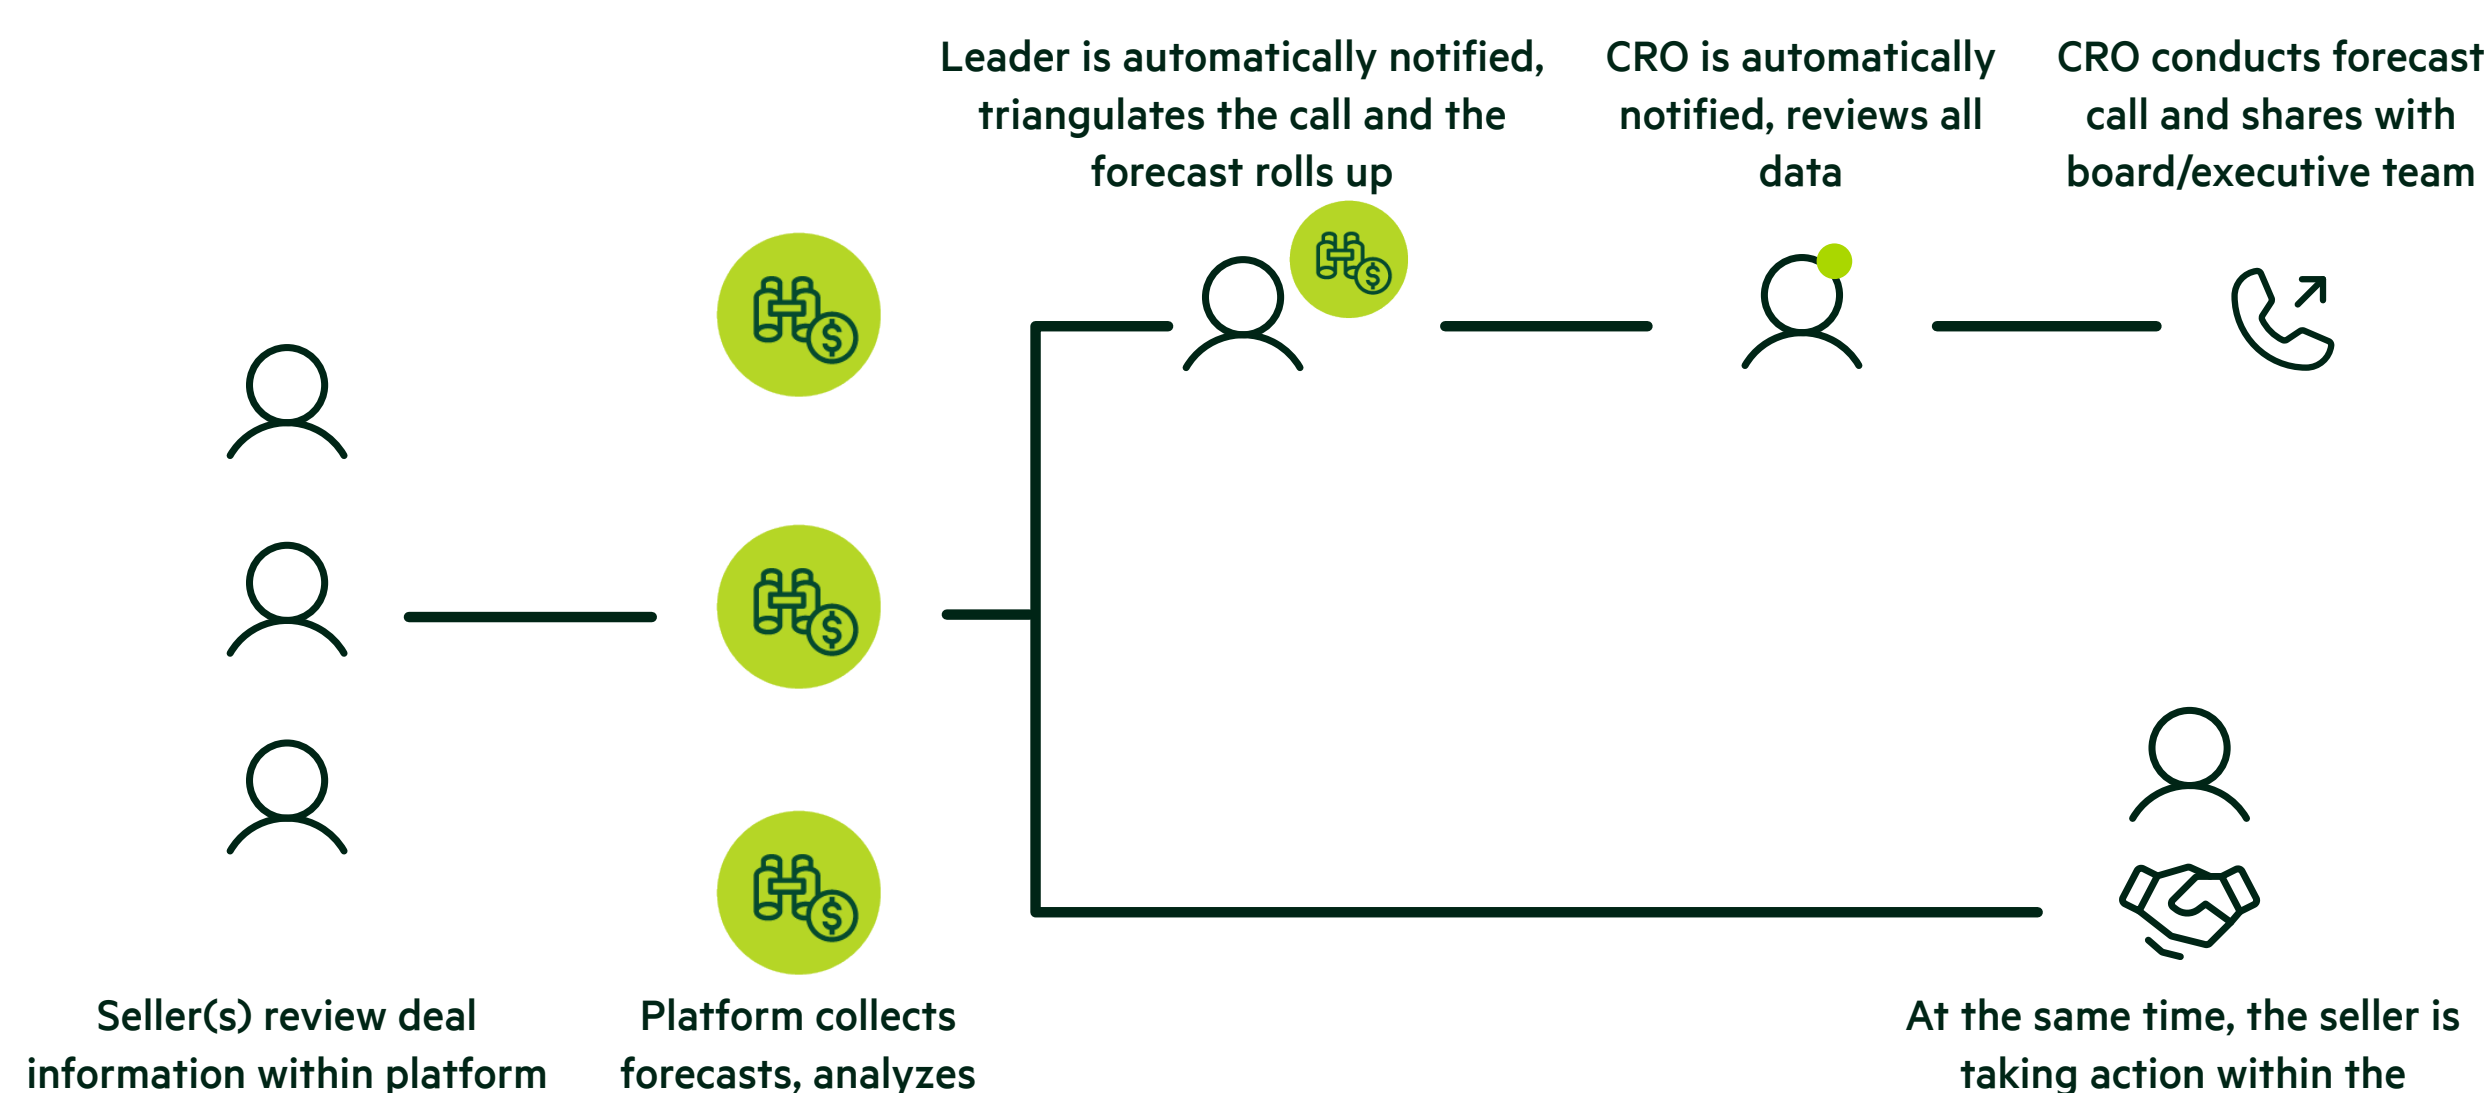 Leader is automatically notified,
triangulates the call and the
forecast rolls up
CRO is automatically
notified, reviews all
data
CRO conducts forecast
call and shares with
board/executive team
$
$
$
$
Seller(s) review deal
information within platform
Platform collects
forecasts, analyzes
At the same time, the seller is
taking action within the